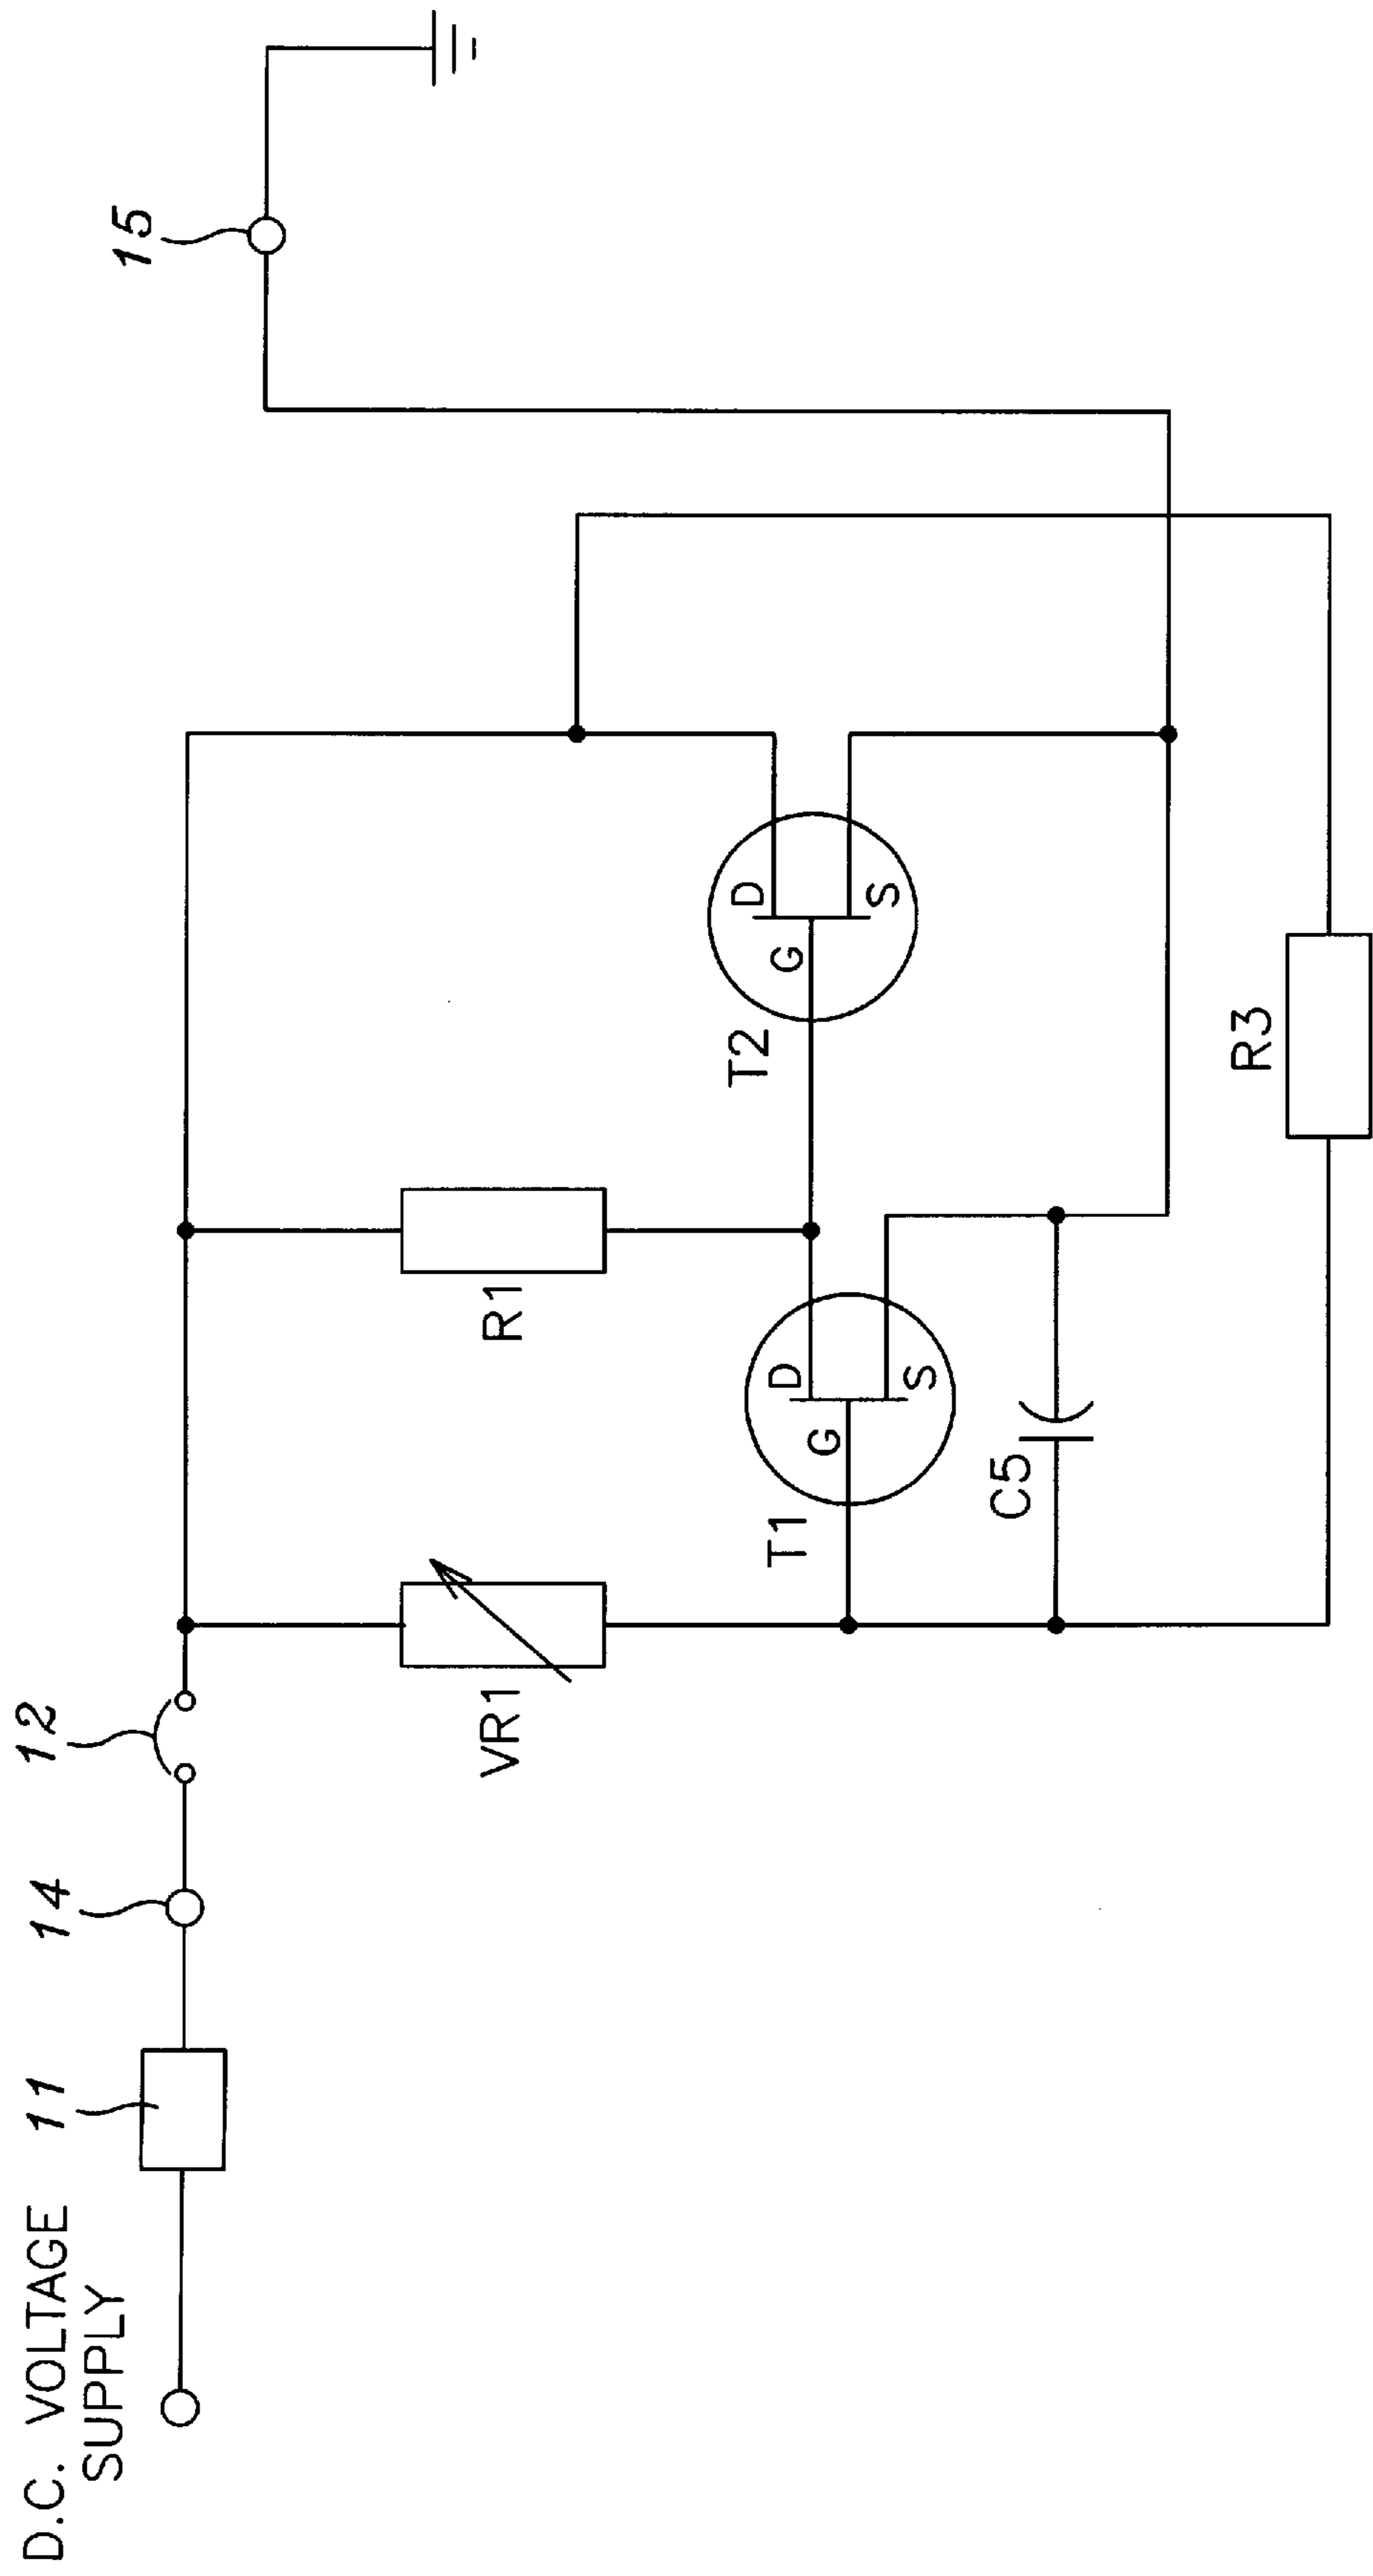 D.C. VOLTAGE
SUPPLY
11
14
12
15
VR1
R1
T1
G
D
S
T2
G
D
S
C5
R3